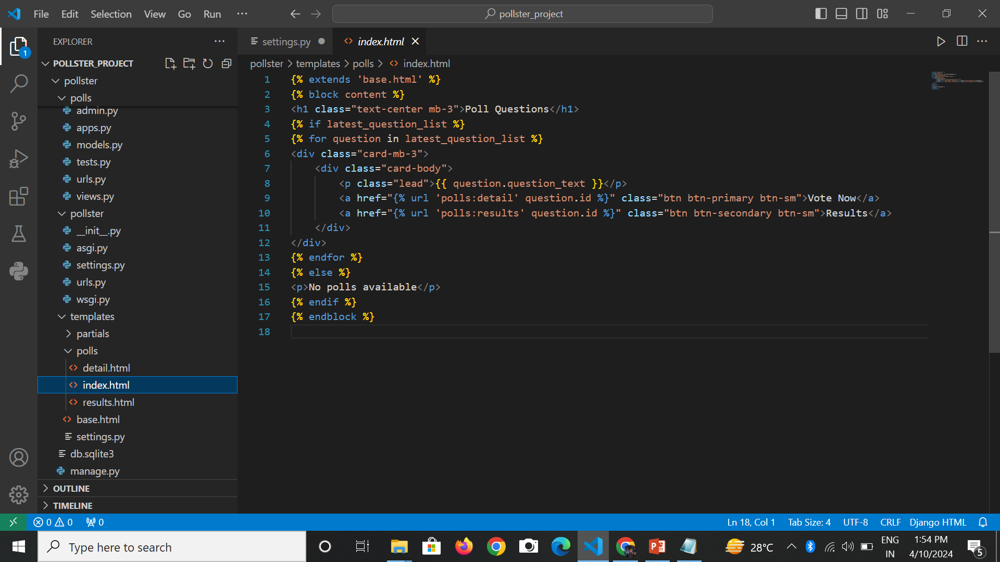 File Edit Selection View Go Run ···
pollster_project
EXPLORER
1
POLLSTER_PROJECT
pollster
polls
admin.py
apps.py
models.py
tests.py
urls.py
views.py
pollster
__init__.py
asgi.py
settings.py
urls.py
wsgi.py
templates
partials
polls
detail.html
index.html
results.html
base.html
settings.py
db.sqlite3
manage.py
OUTLINE
TIMELINE
settings.py
index.html
pollster > templates > polls > index.html
1 {% extends 'base.html' %}
2 {% block content %}
3 <h1 class="text-center mb-3">Poll Questions</h1>
4 {% if latest_question_list %}
5 {% for question in latest_question_list %}
6 <div class="card-mb-3">
7 <div class="card-body">
8 <p class="lead">{{ question.question_text }}</p>
9 <a href="{% url 'polls:detail' question.id %}" class="btn btn-primary btn-sm">Vote Now</a>
10 <a href="{% url 'polls:results' question.id %}" class="btn btn-secondary btn-sm">Results</a>
11 </div>
12 </div>
13 {% endfor %}
14 {% else %}
15 <p>No polls available</p>
16 {% endif %}
17 {% endblock %}
18
0 0 0
Ln 18, Col 1 Tab Size: 4 UTF-8 CRLF Django HTML
Type here to search
28°C
ENG
IN
1:54 PM
4/10/2024
5